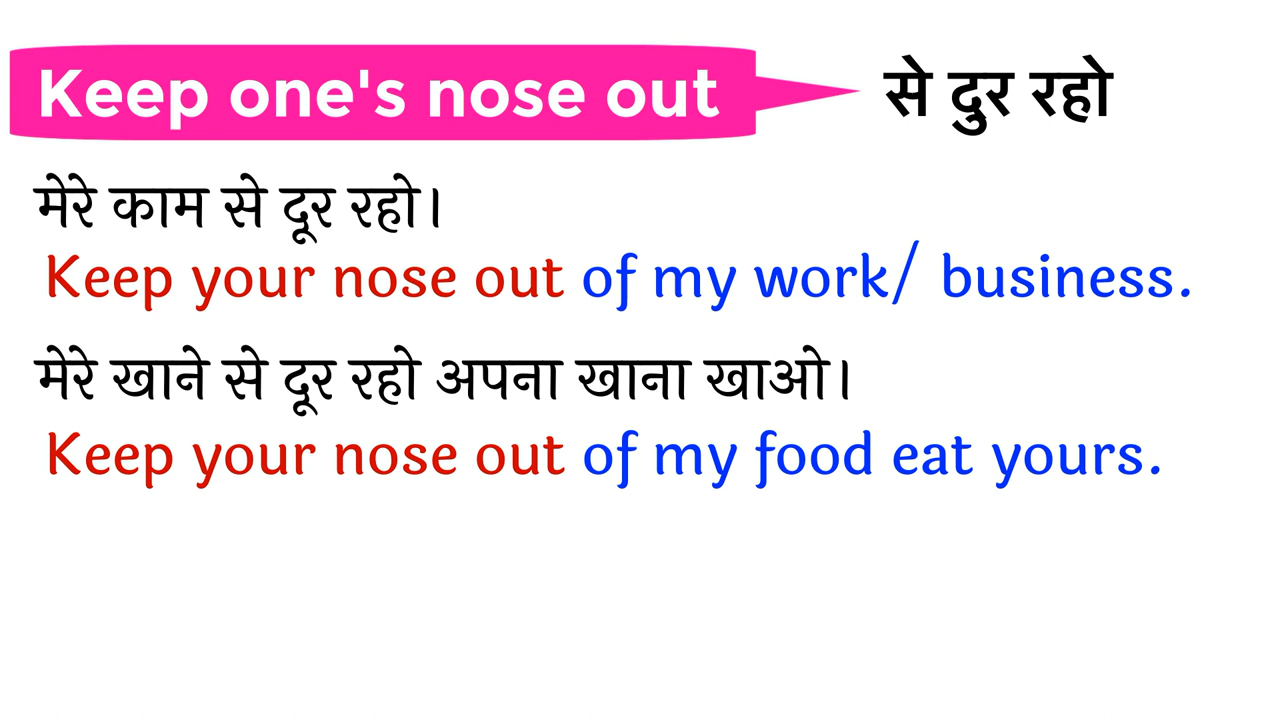 Keep one's nose out
से दुर रहो
मेरे काम से दूर रहो।
Keep your nose out of my work/ business.
मेरे खाने से दूर रहो अपना खाना खाओ।
Keep your nose out of my food eat yours.